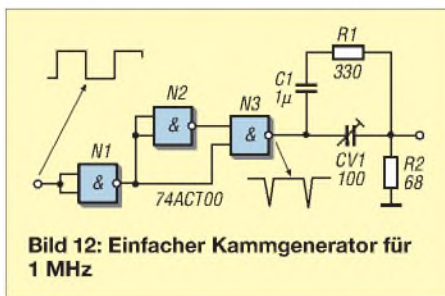 R1
330
C1
1µ
N2
&
N3
&
N1
&
CV1
100
R2
68
74ACT00
Bild 12: Einfacher Kammgenerator für
1 MHz